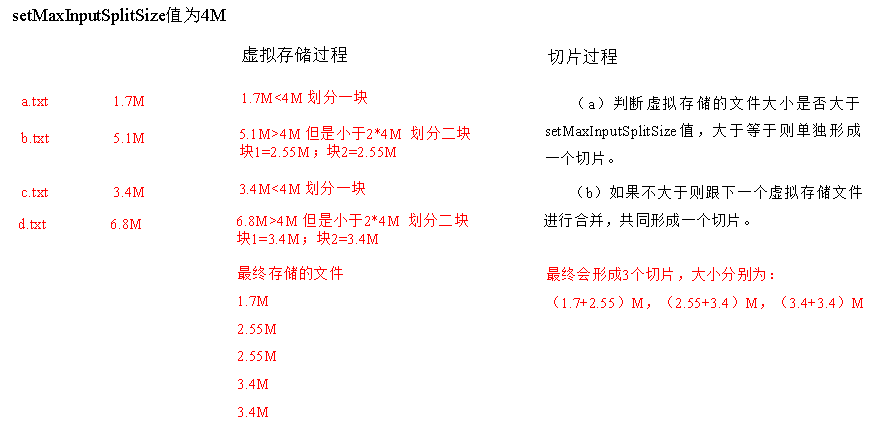 setMaxInputSplitSize值为4M
虚拟存储过程
切片过程
a.txt 1.7M 1.7M<4M 划分一块
b.txt 5.1M 5.1M>4M 但是小于2*4M 划分二块
块1=2.55M；块2=2.55M
c.txt 3.4M 3.4M<4M 划分一块
d.txt 6.8M 6.8M>4M 但是小于2*4M 划分二块
块1=3.4M；块2=3.4M
最终存储的文件
1.7M
2.55M
2.55M
3.4M
3.4M
（a）判断虚拟存储的文件大小是否大于
setMaxInputSplitSize值，大于等于则单独形成
一个切片。
（b）如果不大于则跟下一个虚拟存储文件
进行合并，共同形成一个切片。
最终会形成3个切片，大小分别为：
（1.7+2.55）M，（2.55+3.4）M，（3.4+3.4）M